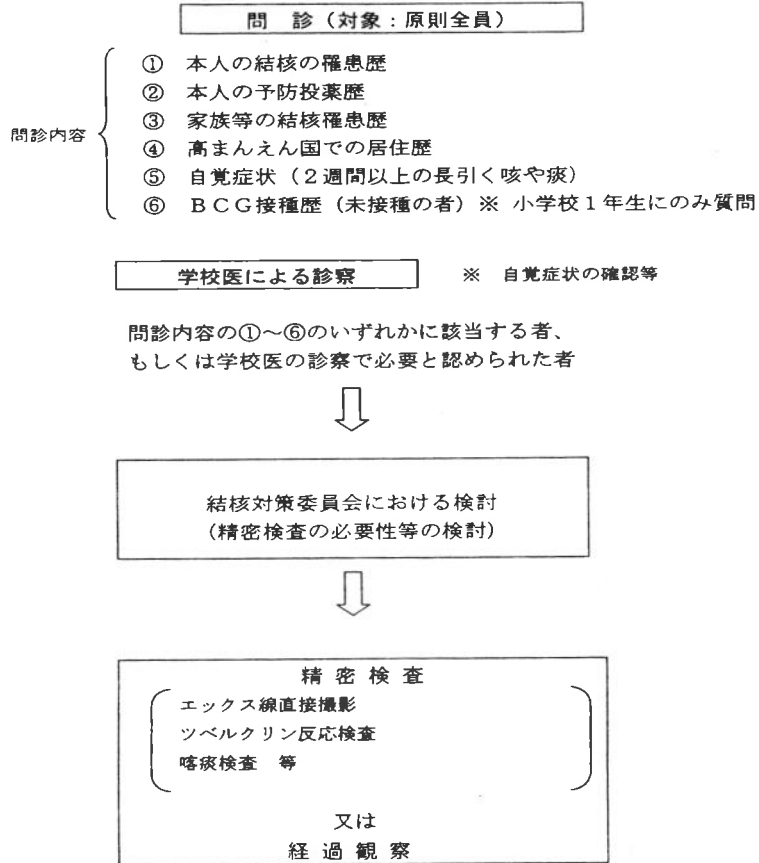 問　診（対象：原則全員）
① 本人の結核の罹患歴
② 本人の予防投薬歴
③ 家族等の結核罹患歴
問診内容
④ 高まんえん国での居住歴
⑤ 自覚症状（２週間以上の長引く咳や痰）
⑥ ＢＣＧ接種歴（未接種の者）※ 小学校１年生にのみ質問
学校医による診察　※ 自覚症状の確認等
問診内容の①～⑥のいずれかに該当する者、
もしくは学校医の診察で必要と認められた者
結核対策委員会における検討
(精密検査の必要性等の検討)
精 密 検 査
エックス線直接撮影
ツベルクリン反応検査
喀痰検査　等
又は
経 過 観 察